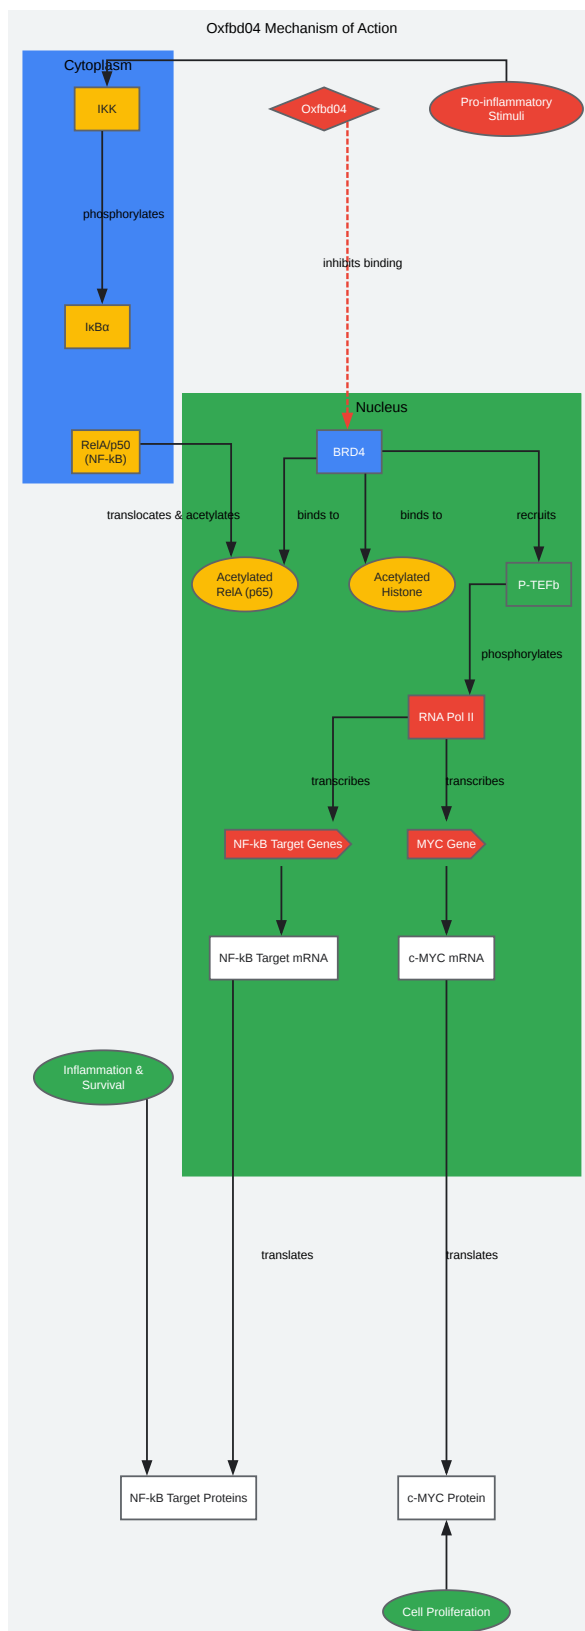 Oxfbd04 Mechanism of Action
Cytoplasm
IKK
Oxfbd04
Pro-inflammatory
Stimuli
phosphorylates
inhibits binding
IκBα
Nucleus
RelA/p50
(NF-kB)
BRD4
translocates & acetylates
binds to
binds to
recruits
Acetylated
RelA (p65)
Acetylated
Histone
P-TEFb
phosphorylates
RNA Pol II
transcribes
transcribes
NF-kB Target Genes
MYC Gene
NF-kB Target mRNA
c-MYC mRNA
Inflammation &
Survival
translates
translates
NF-kB Target Proteins
c-MYC Protein
Cell Proliferation